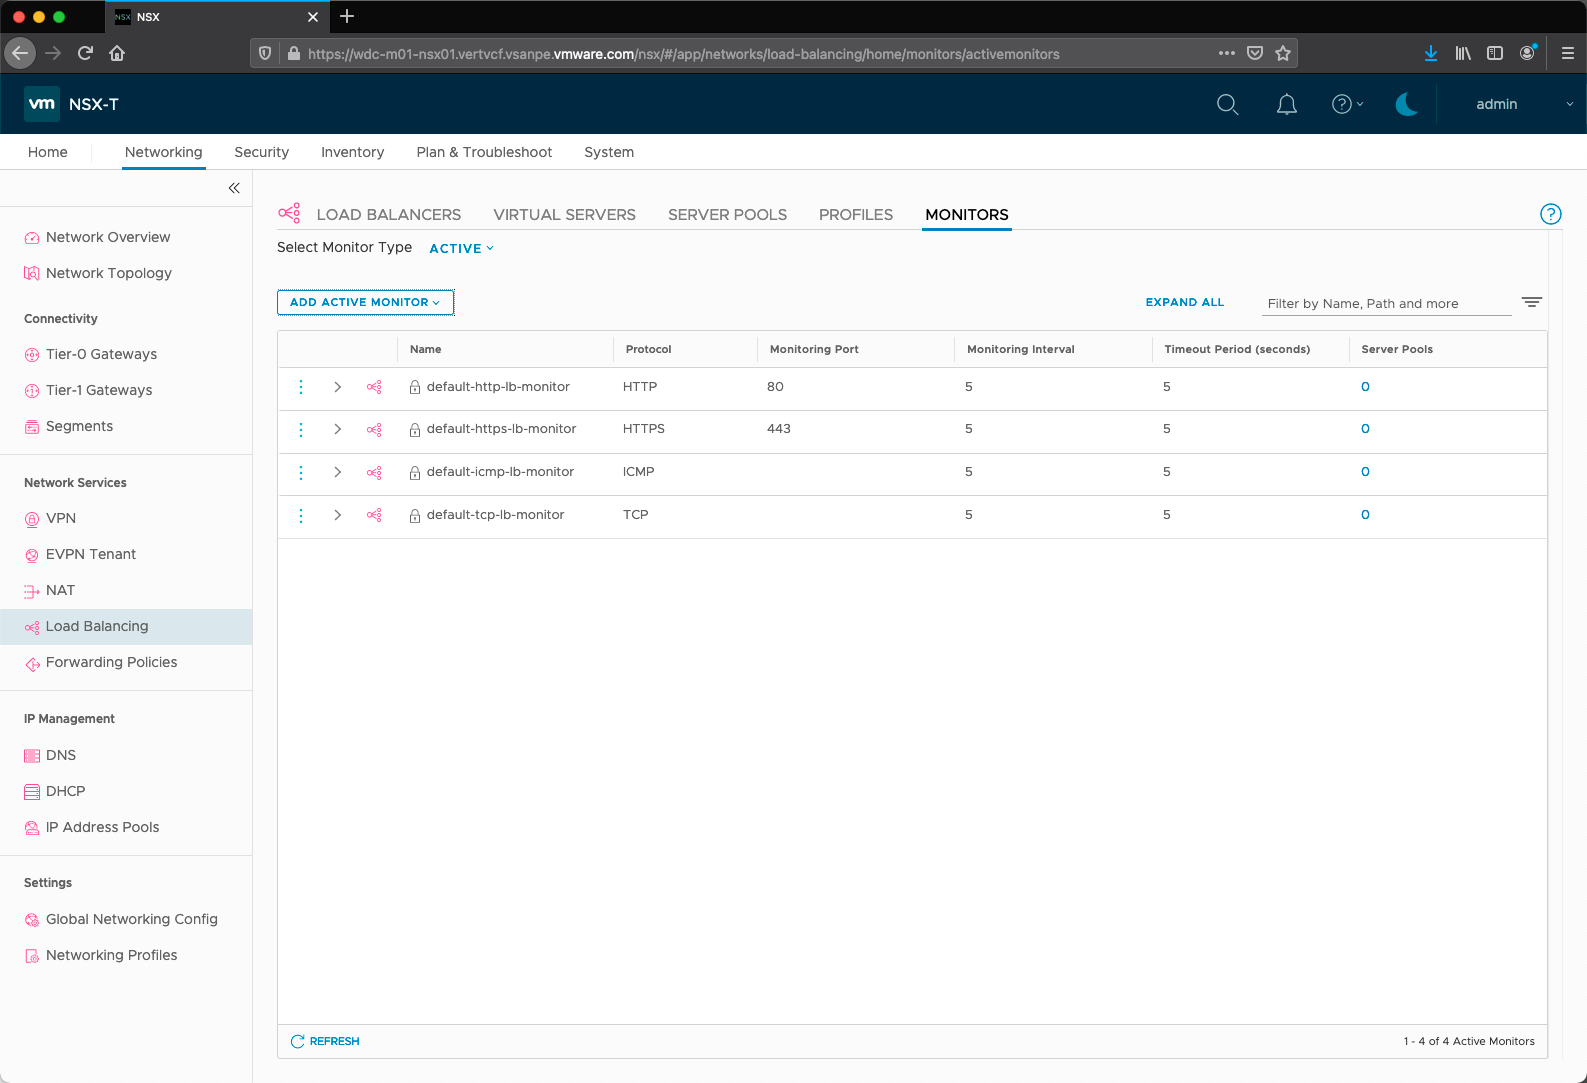 NSX NSX
https://wdc-m01-nsx01.vertvcf.vsanpe.vmware.com/nsx/#/app/networks/load-balancing/home/monitors/activemonitors
vm NSX-T
admin
Home Networking Security Inventory Plan & Troubleshoot System
Network Overview
Network Topology
Connectivity
Tier-0 Gateways
Tier-1 Gateways
Segments
Network Services
VPN
EVPN Tenant
NAT
Load Balancing
Forwarding Policies
IP Management
DNS
DHCP
IP Address Pools
Settings
Global Networking Config
Networking Profiles
LOAD BALANCERS VIRTUAL SERVERS SERVER POOLS PROFILES MONITORS
Select Monitor Type ACTIVE
ADD ACTIVE MONITOR EXPAND ALL Filter by Name, Path and more
Name Protocol Monitoring Port Monitoring Interval Timeout Period (seconds) Server Pools
default-http-lb-monitor HTTP 80 5 5 0
default-https-lb-monitor HTTPS 443 5 5 0
default-icmp-lb-monitor ICMP 5 5 0
default-tcp-lb-monitor TCP 5 5 0
REFRESH 1 - 4 of 4 Active Monitors